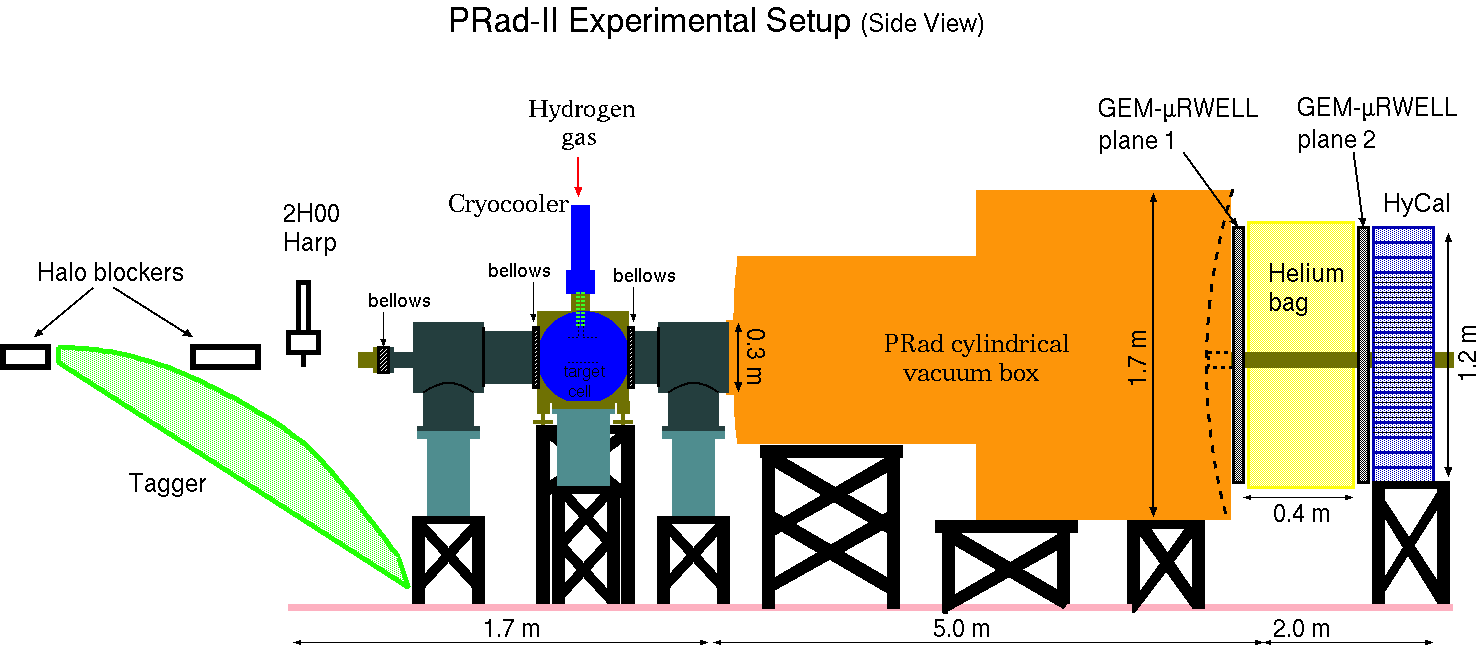 PRad-II Experimental Setup (Side View)
Hydrogen
gas
GEM-μRWELL
plane 1
GEM-μRWELL
plane 2
Cryocooler
2H00
Harp
HyCal
Halo blockers
bellows
bellows
bellows
Helium
bag
0.3 m
PRad cylindrical
vacuum box
1.7 m
1.2 m
target
cell
Tagger
0.4 m
1.7 m
5.0 m
2.0 m